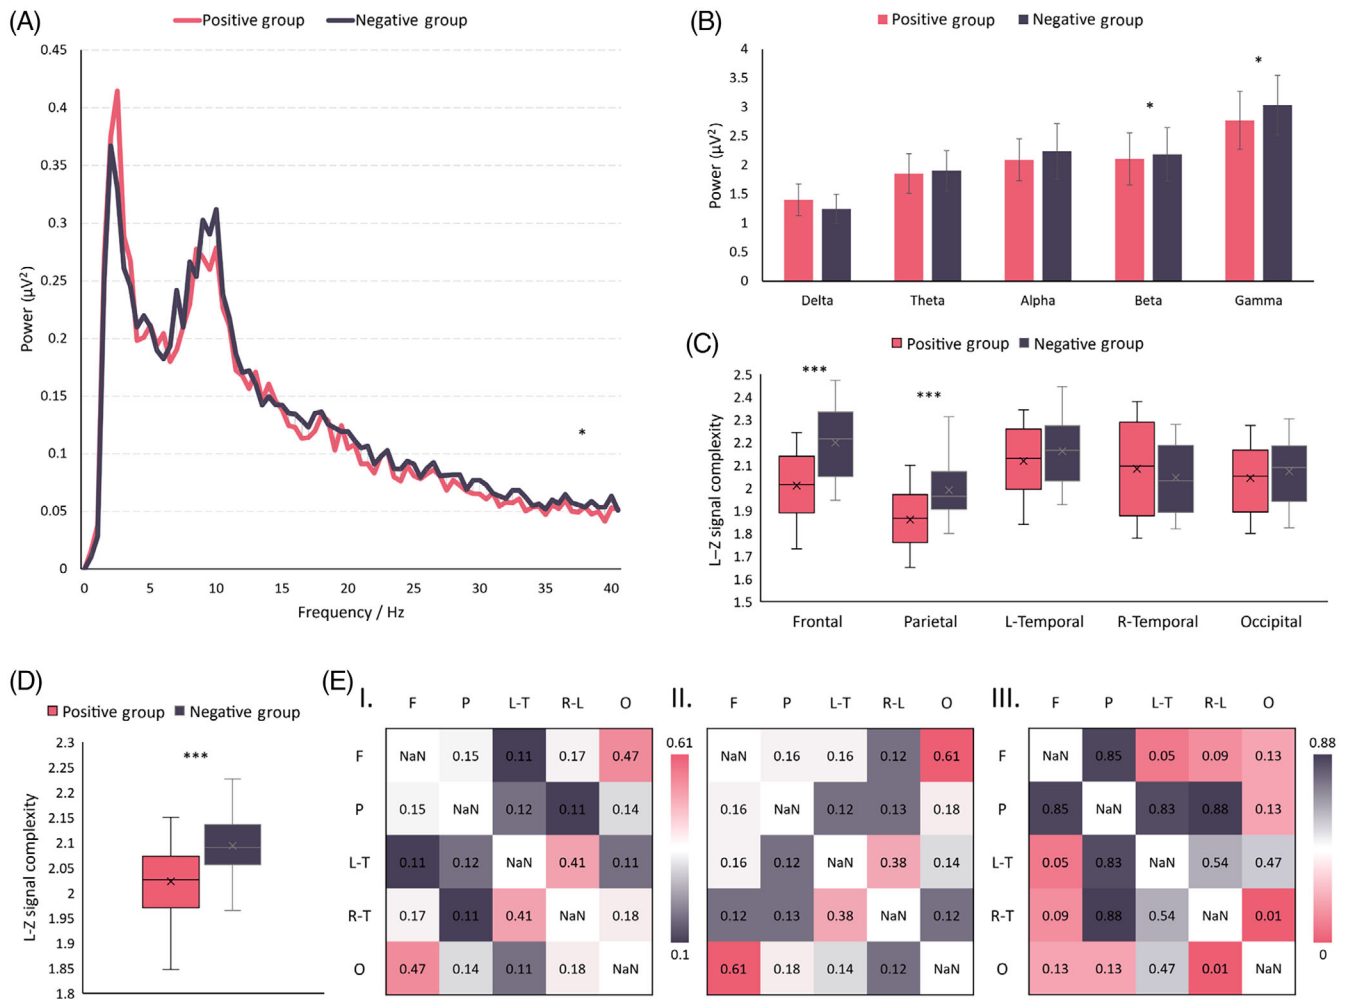 (A)
Positive group Negative group
0.45
0.4
0.35
0.3
0.25
0.2
0.15
0.1
0.05
0
Power (µV²)
*
0 5 10 15 20 25 30 35 40
Frequency / Hz
(B)
Positive group Negative group
4
3.5
3
2.5
2
1.5
1
0.5
0
Power (µV²)
* *
Delta Theta Alpha Beta Gamma
(C)
Positive group Negative group
2.5
2.4
2.3
2.2
2.1
2
1.9
1.8
1.7
1.6
1.5
L–Z signal complexity
*** ***
Frontal Parietal L-Temporal R-Temporal Occipital
(D)
Positive group Negative group
2.3
2.25
2.2
2.15
2.1
2.05
2
1.95
1.9
1.85
1.8
L-Z signal complexity
***
(E)
I.
F P L-T R-L O
F NaN 0.15 0.11 0.17 0.47
P 0.15 NaN 0.12 0.11 0.14
L-T 0.11 0.12 NaN 0.41 0.11
R-T 0.17 0.11 0.41 NaN 0.18
O 0.47 0.14 0.11 0.18 NaN
II.
0.61
0.1
F P L-T R-L O
NaN 0.16 0.16 0.12 0.61
0.16 NaN 0.12 0.13 0.18
0.16 0.12 NaN 0.38 0.14
0.12 0.13 0.38 NaN 0.12
0.61 0.18 0.14 0.12 NaN
III.
F P L-T R-L O
F NaN 0.85 0.05 0.09 0.13
P 0.85 NaN 0.83 0.88 0.13
L-T 0.05 0.83 NaN 0.54 0.47
R-T 0.09 0.88 0.54 NaN 0.01
O 0.13 0.13 0.47 0.01 NaN
0.88
0